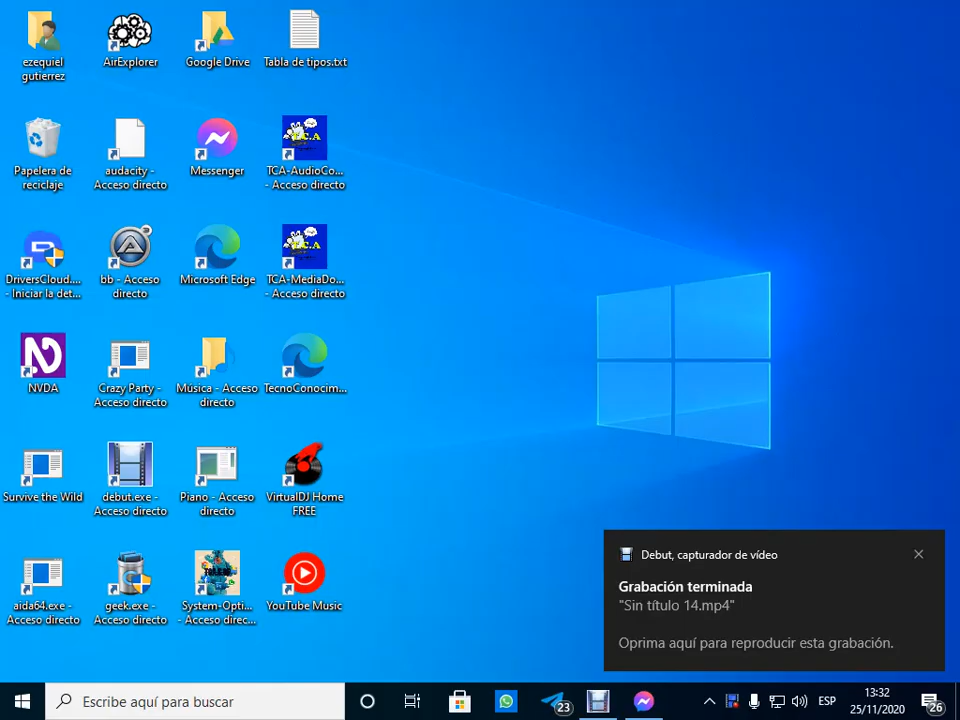 ezequiel
gutierrez
AirExplorer
Google Drive
Tabla de tipos.txt
Papelera de
reciclaje
audacity -
Acceso directo
Messenger
T.C.A
TCA-AudioCo...
- Acceso directo
DriversCloud....
- Iniciar la det...
bb - Acceso
directo
Microsoft Edge
T.C.A
TCA-MediaDo...
- Acceso directo
NVDA
Crazy Party -
Acceso directo
Música - Acceso
directo
TecnoConocim...
Survive the Wild
debut.exe -
Acceso directo
Piano - Acceso
directo
VirtualDJ Home
FREE
aida64.exe -
Acceso directo
geek.exe -
Acceso directo
System-Opti...
- Acceso direc...
YouTube Music
Debut, capturador de vídeo
Grabación terminada
"Sin título 14.mp4"
Oprima aquí para reproducir esta grabación.
Escribe aquí para buscar
23
ESP
13:32
25/11/2020
26